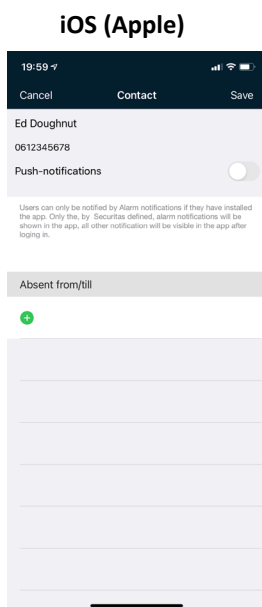 iOS (Apple)
19:59
Cancel Contact Save
Ed Doughnut
0612345678
Push-notifications
Users can only be notified by Alarm notifications if they have installed
the app. Only the, by Securitas defined, alarm notifications will be
shown in the app, all other notification will be visible in the app after
loging in.
Absent from/till